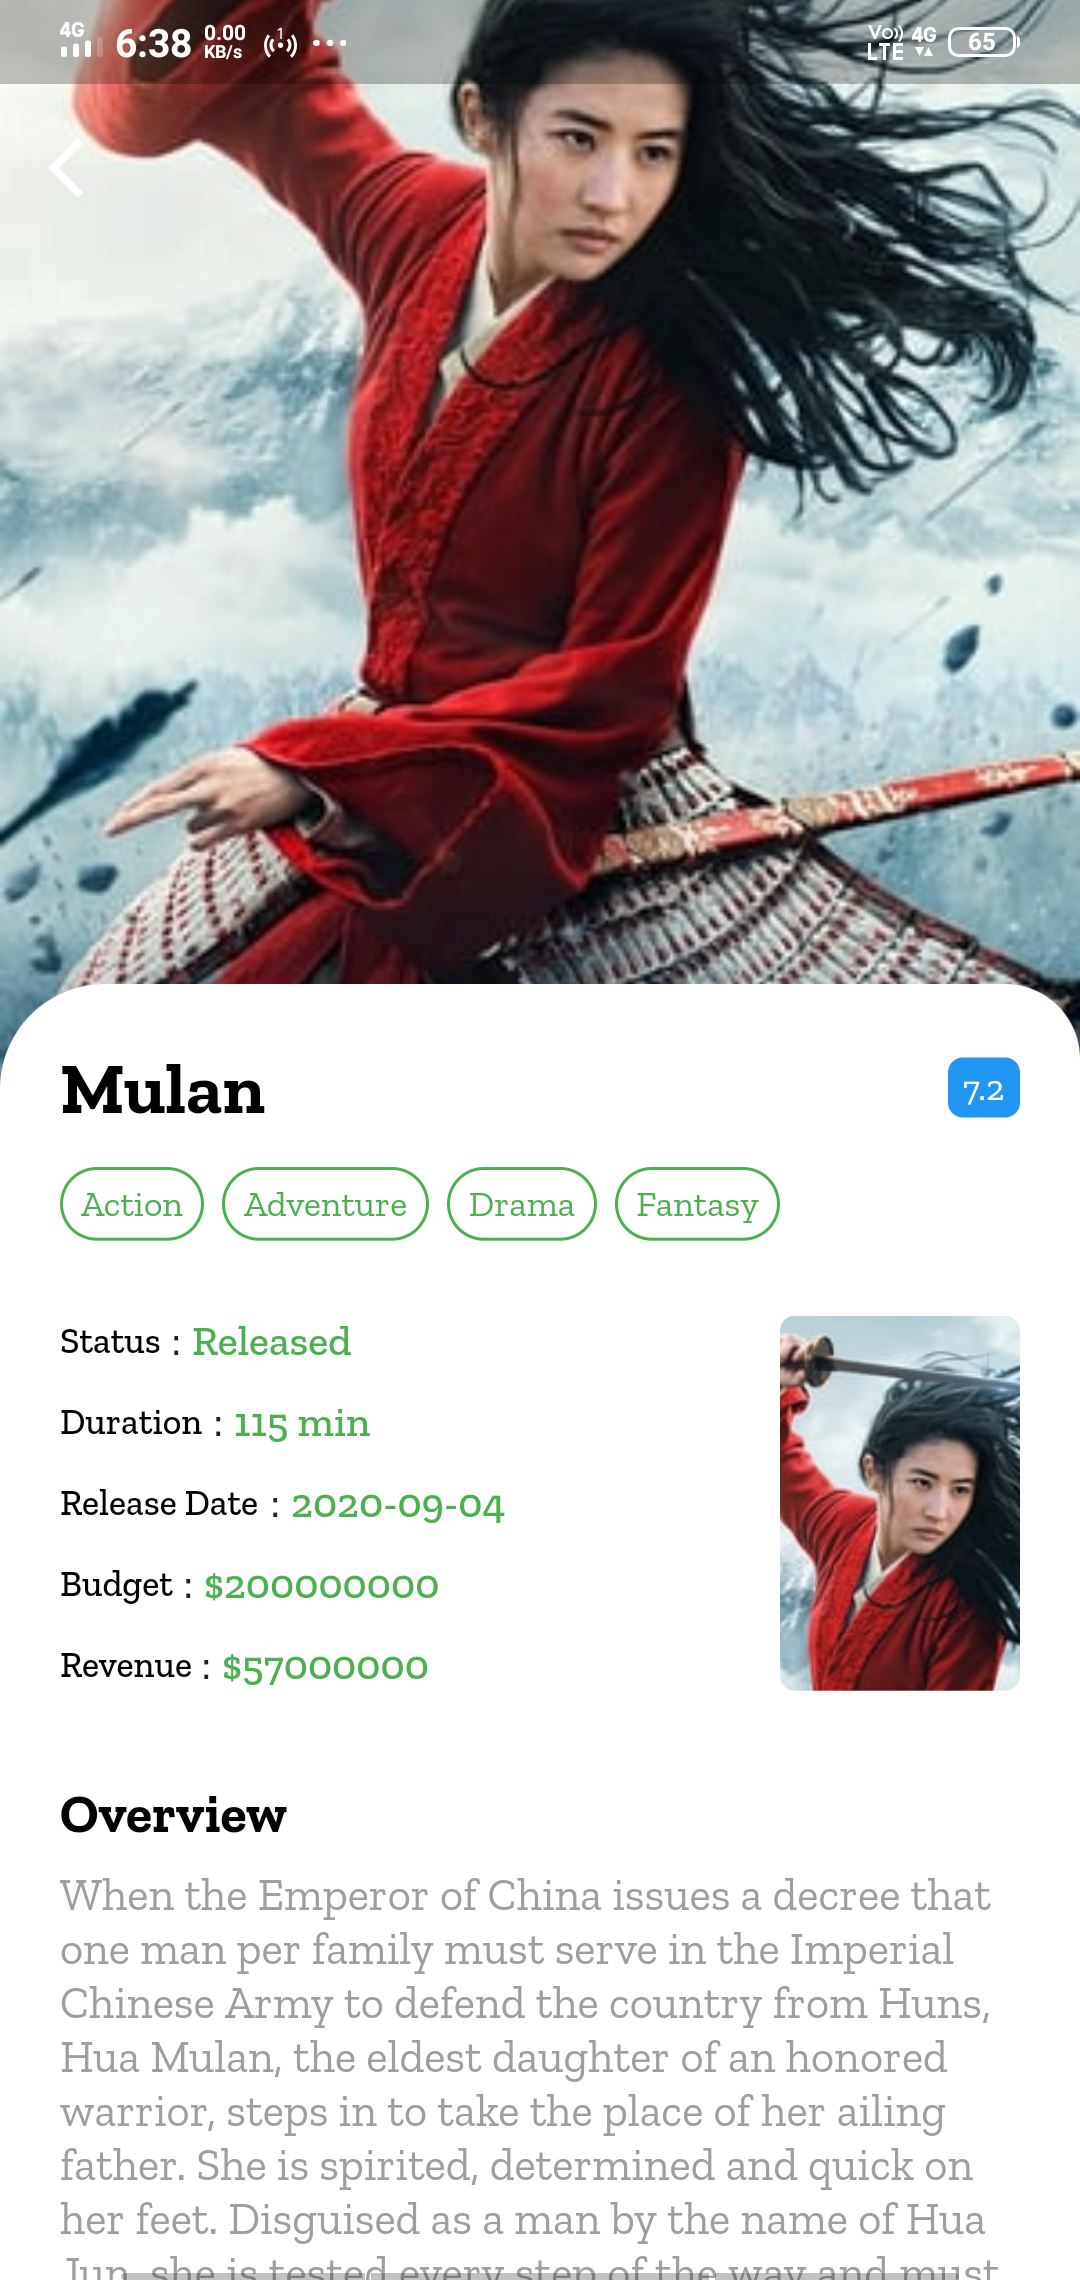 4G 6:38 0.00 KB/s 1 Vo)) LTE 4G 65
Mulan
7.2
Action Adventure Drama Fantasy
Status : Released
Duration : 115 min
Release Date : 2020-09-04
Budget : $200000000
Revenue : $57000000
Overview
When the Emperor of China issues a decree that
one man per family must serve in the Imperial
Chinese Army to defend the country from Huns,
Hua Mulan, the eldest daughter of an honored
warrior, steps in to take the place of her ailing
father. She is spirited, determined and quick on
her feet. Disguised as a man by the name of Hua
Jun, she is tested every step of the way and must